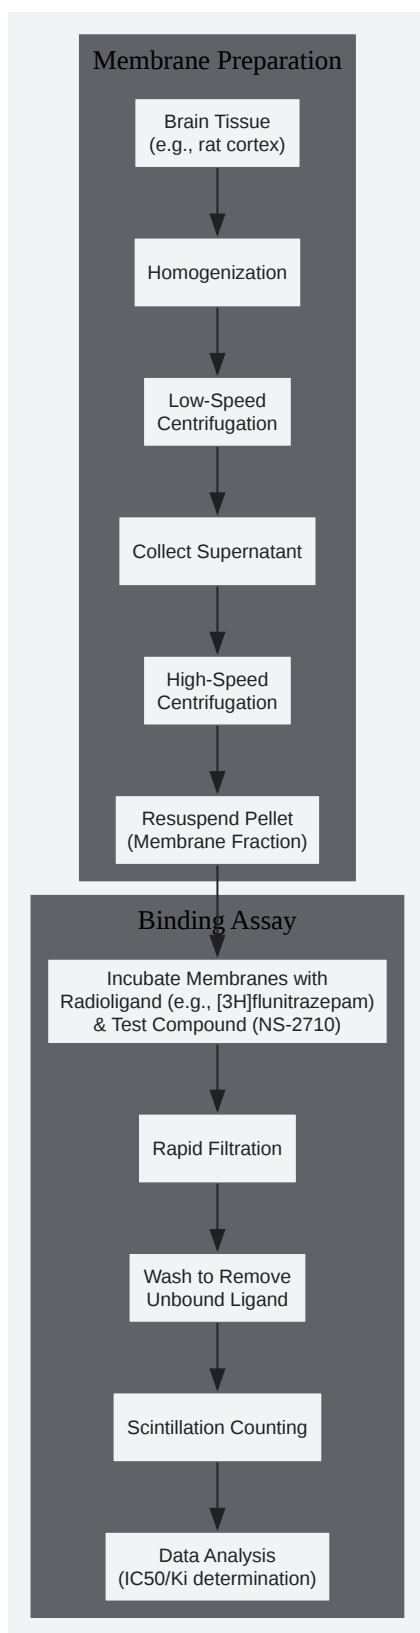 Membrane Preparation
Brain Tissue
(e.g., rat cortex)
Homogenization
Low-Speed
Centrifugation
Collect Supernatant
High-Speed
Centrifugation
Resuspend Pellet
(Membrane Fraction)
Binding Assay
Incubate Membranes with
Radioligand (e.g., [3H]flunitrazepam)
& Test Compound (NS-2710)
Rapid Filtration
Wash to Remove
Unbound Ligand
Scintillation Counting
Data Analysis
(IC50/Ki determination)